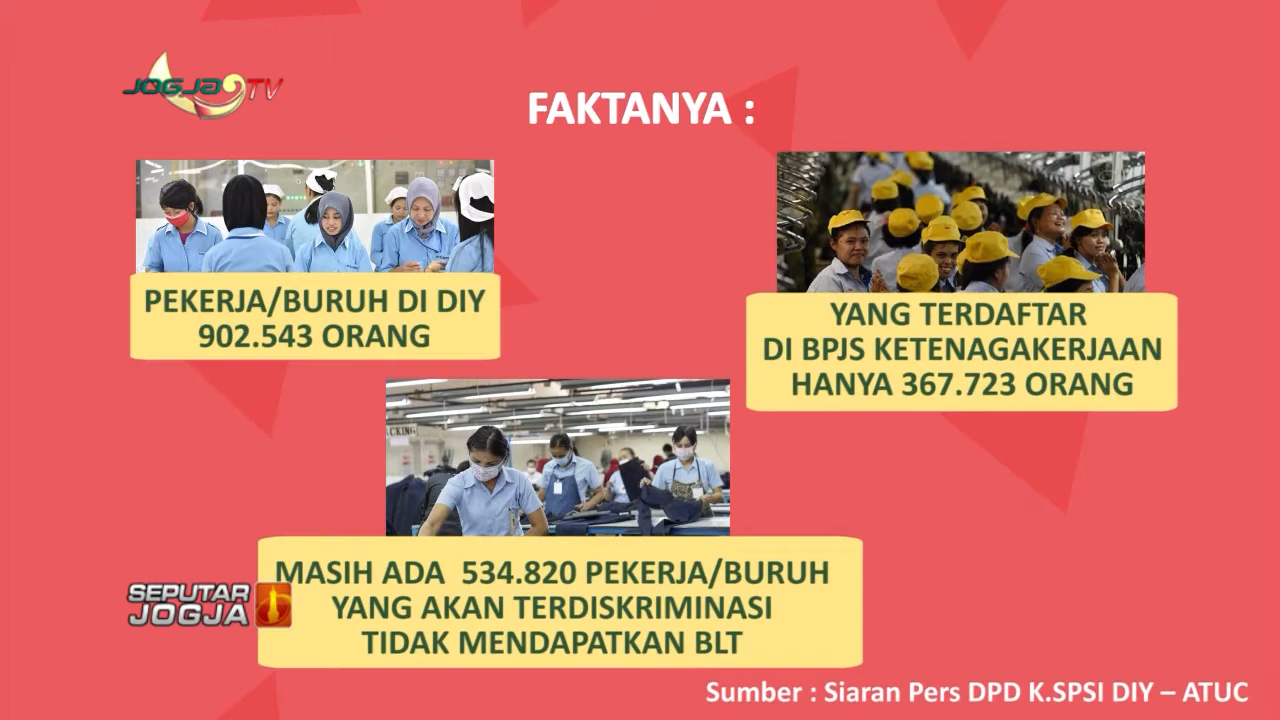 JOGJA TV
FAKTANYA :
PEKERJA/BURUH DI DIY
902.543 ORANG
YANG TERDAFTAR
DI BPJS KETENAGAKERJAAN
HANYA 367.723 ORANG
CKING
MASIH ADA  534.820 PEKERJA/BURUH
YANG AKAN TERDISKRIMINASI
TIDAK MENDAPATKAN BLT
SEPUTAR
JOGJA
Sumber : Siaran Pers DPD K.SPSI DIY – ATUC